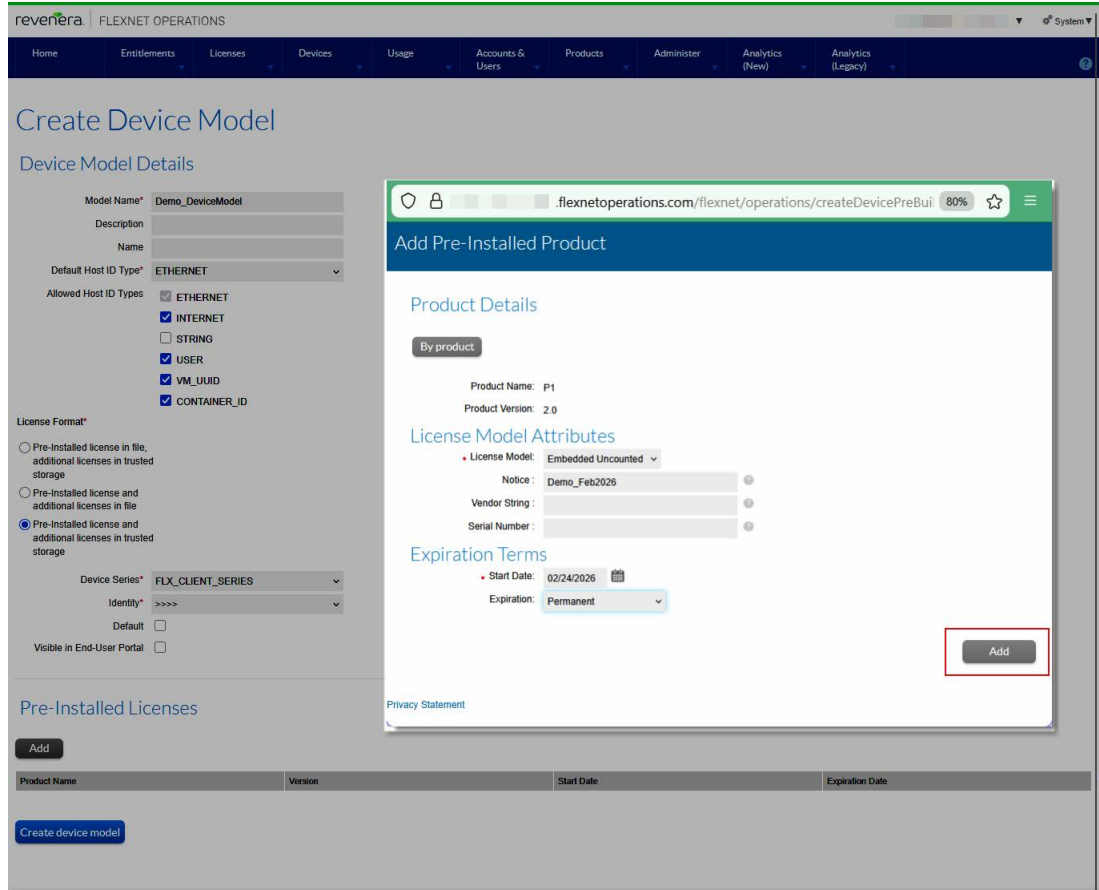 revenera. FLEXNET OPERATIONS
System
Home Entitlements Licenses Devices Usage Accounts & Users Products Administer Analytics (New) Analytics (Legacy)
Create Device Model
Device Model Details
Model Name* Demo_DeviceModel
Description
Name
Default Host ID Type* ETHERNET
Allowed Host ID Types ETHERNET
INTERNET
STRING
USER
VM_UUID
CONTAINER_ID
License Format*
Pre-Installed license in file,
additional licenses in trusted
storage
Pre-Installed license and
additional licenses in file
Pre-Installed license and
additional licenses in trusted
storage
Device Series* FLX_CLIENT_SERIES
Identity* >>>>
Default
Visible in End-User Portal
.flexnetoperations.com/flexnet/operations/createDevicePreBui 80%
Add Pre-Installed Product
Product Details
By product
Product Name: P1
Product Version: 2.0
License Model Attributes
License Model: Embedded Uncounted
Notice : Demo_Feb2026
Vendor String :
Serial Number :
Expiration Terms
Start Date: 02/24/2026
Expiration: Permanent
Add
Privacy Statement
Pre-Installed Licenses
Add
Product Name Version Start Date Expiration Date
Create device model